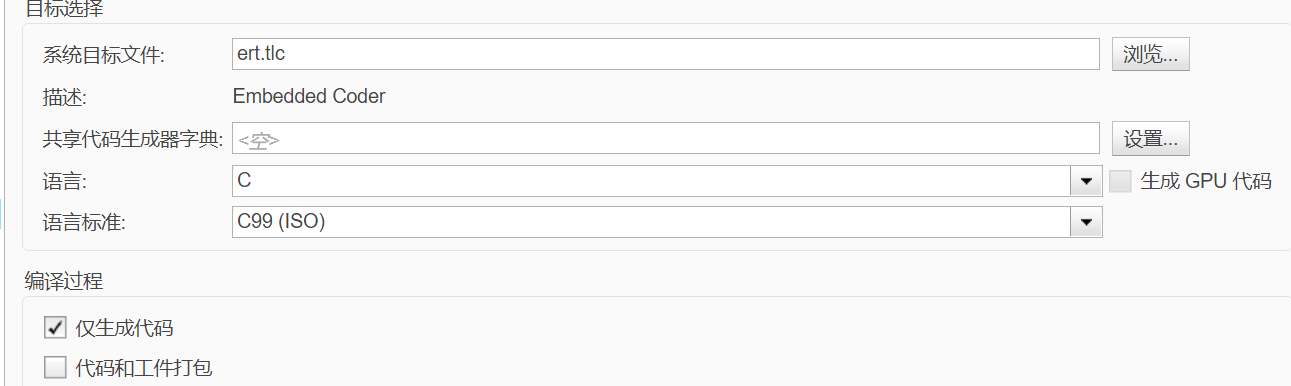 目标选择
系统目标文件: ert.tlc 浏览...
描述: Embedded Coder
共享代码生成器字典: <空> 设置...
语言: C 生成 GPU 代码
语言标准: C99 (ISO)
编译过程
仅生成代码
代码和工件打包